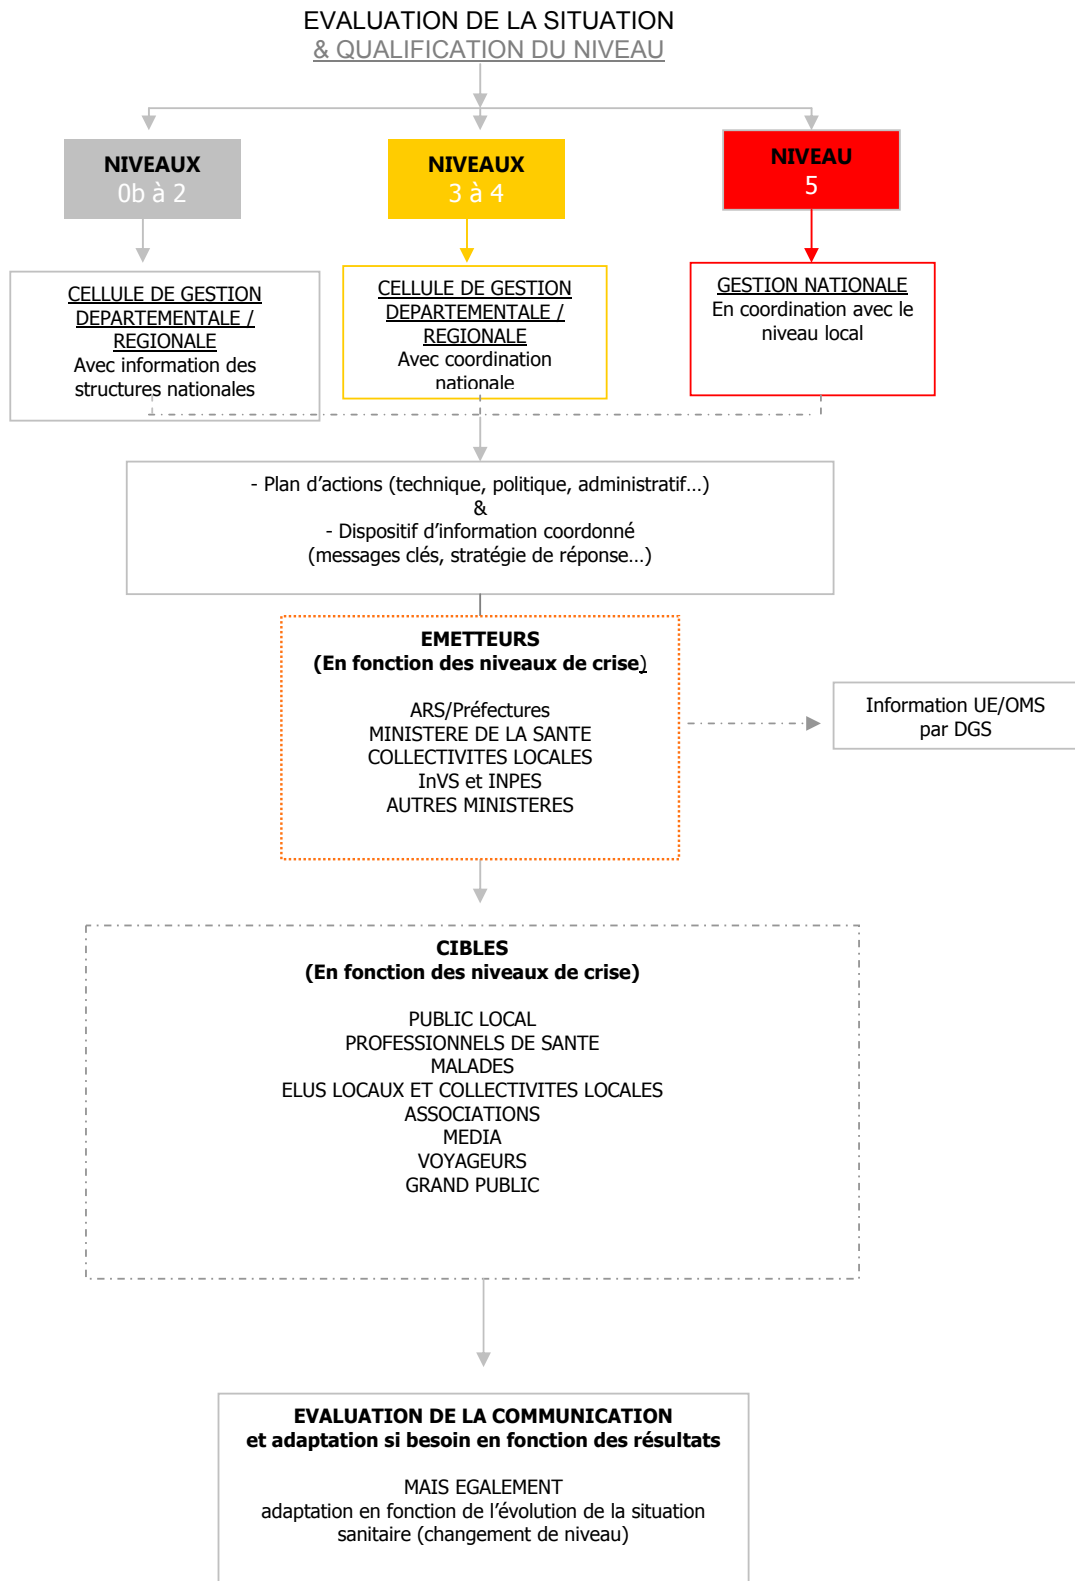 EVALUATION DE LA SITUATION
& QUALIFICATION DU NIVEAU
NIVEAUX
0b à 2
NIVEAUX
3 à 4
NIVEAU
5
CELLULE DE GESTION
DEPARTEMENTALE /
REGIONALE
Avec information des
structures nationales
CELLULE DE GESTION
DEPARTEMENTALE /
REGIONALE
Avec coordination
nationale
GESTION NATIONALE
En coordination avec le
niveau local
- Plan d’actions (technique, politique, administratif…)
&
- Dispositif d’information coordonné
(messages clés, stratégie de réponse…)
EMETTEURS
(En fonction des niveaux de crise)
ARS/Préfectures
MINISTERE DE LA SANTE
COLLECTIVITES LOCALES
InVS et INPES
AUTRES MINISTERES
Information UE/OMS
par DGS
CIBLES
(En fonction des niveaux de crise)
PUBLIC LOCAL
PROFESSIONNELS DE SANTE
MALADES
ELUS LOCAUX ET COLLECTIVITES LOCALES
ASSOCIATIONS
MEDIA
VOYAGEURS
GRAND PUBLIC
EVALUATION DE LA COMMUNICATION
et adaptation si besoin en fonction des résultats
MAIS EGALEMENT
adaptation en fonction de l’évolution de la situation
sanitaire (changement de niveau)